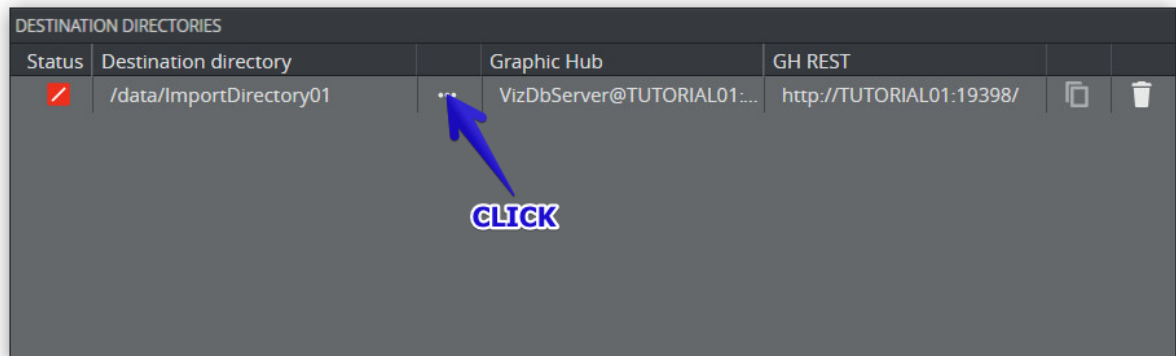 DESTINATION DIRECTORIES
Status Destination directory Graphic Hub GH REST
/data/ImportDirectory01 ... VizDbServer@TUTORIAL01:... http://TUTORIAL01:19398/
CLICK